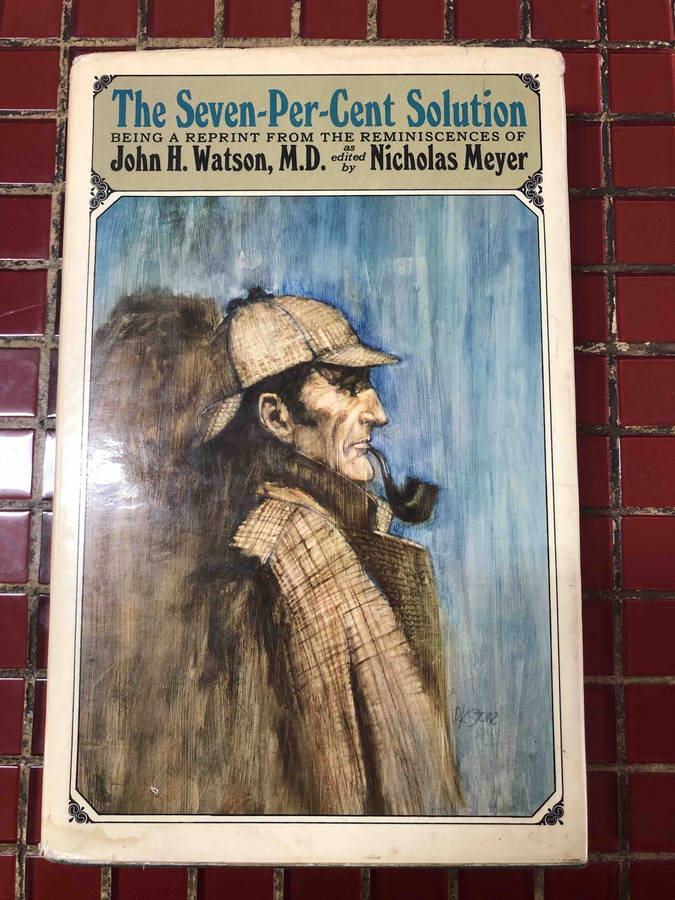 The Seven-Per-Cent Solution
BEING A REPRINT FROM THE REMINISCENCES OF
John H. Watson, M.D. as edited by Nicholas Meyer
DK Stone